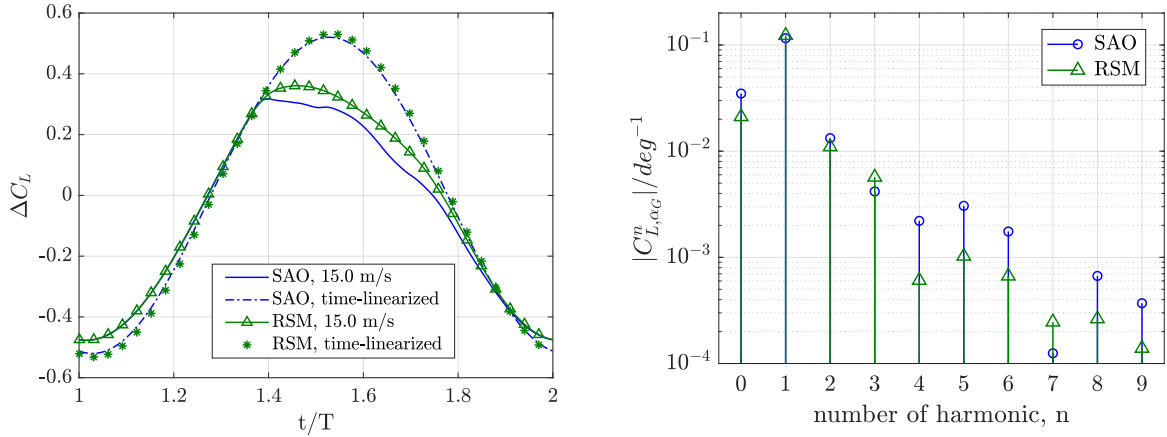 0.6
0.4
0.2
0
-0.2
-0.4
-0.6
ΔC_L
SAO, 15.0 m/s
SAO, time-linearized
RSM, 15.0 m/s
RSM, time-linearized
1 1.2 1.4 1.6 1.8 2
t/T
10^{-1}
10^{-2}
10^{-3}
10^{-4}
|C^n_{L,α_G}|/deg^{-1}
SAO
RSM
0 1 2 3 4 5 6 7 8 9
number of harmonic, n